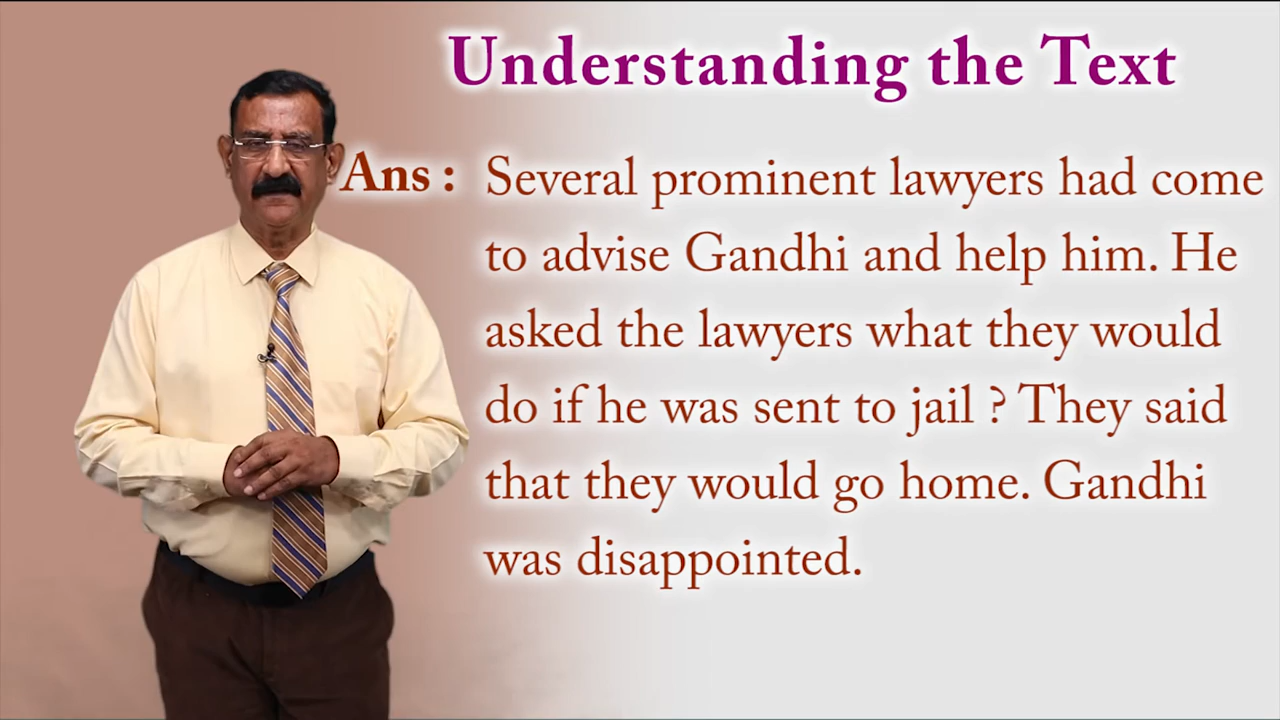 Understanding the Text
Ans : Several prominent lawyers had come
to advise Gandhi and help him. He
asked the lawyers what they would
do if he was sent to jail ? They said
that they would go home. Gandhi
was disappointed.